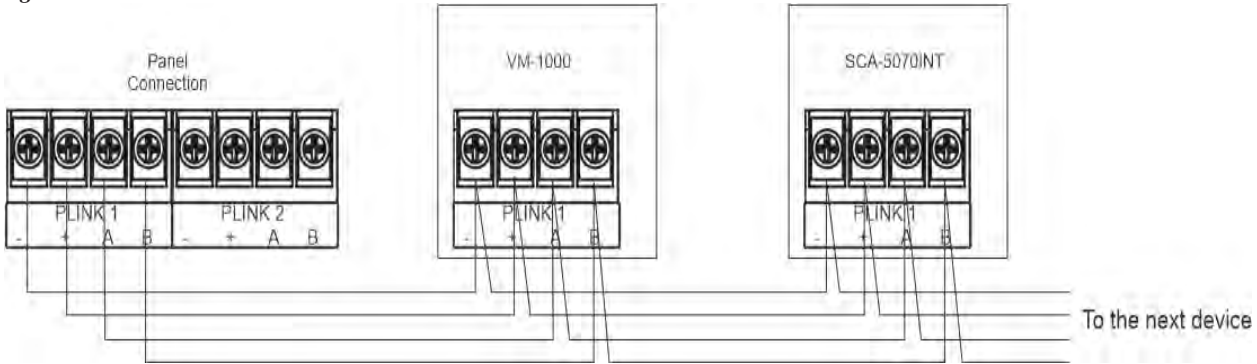 Panel
Connection
VM-1000
SCA-5070INT
PLINK 1
PLINK 2
PLINK 1
PLINK 1
- + A B - + A B
- + A B
- + A B
To the next device